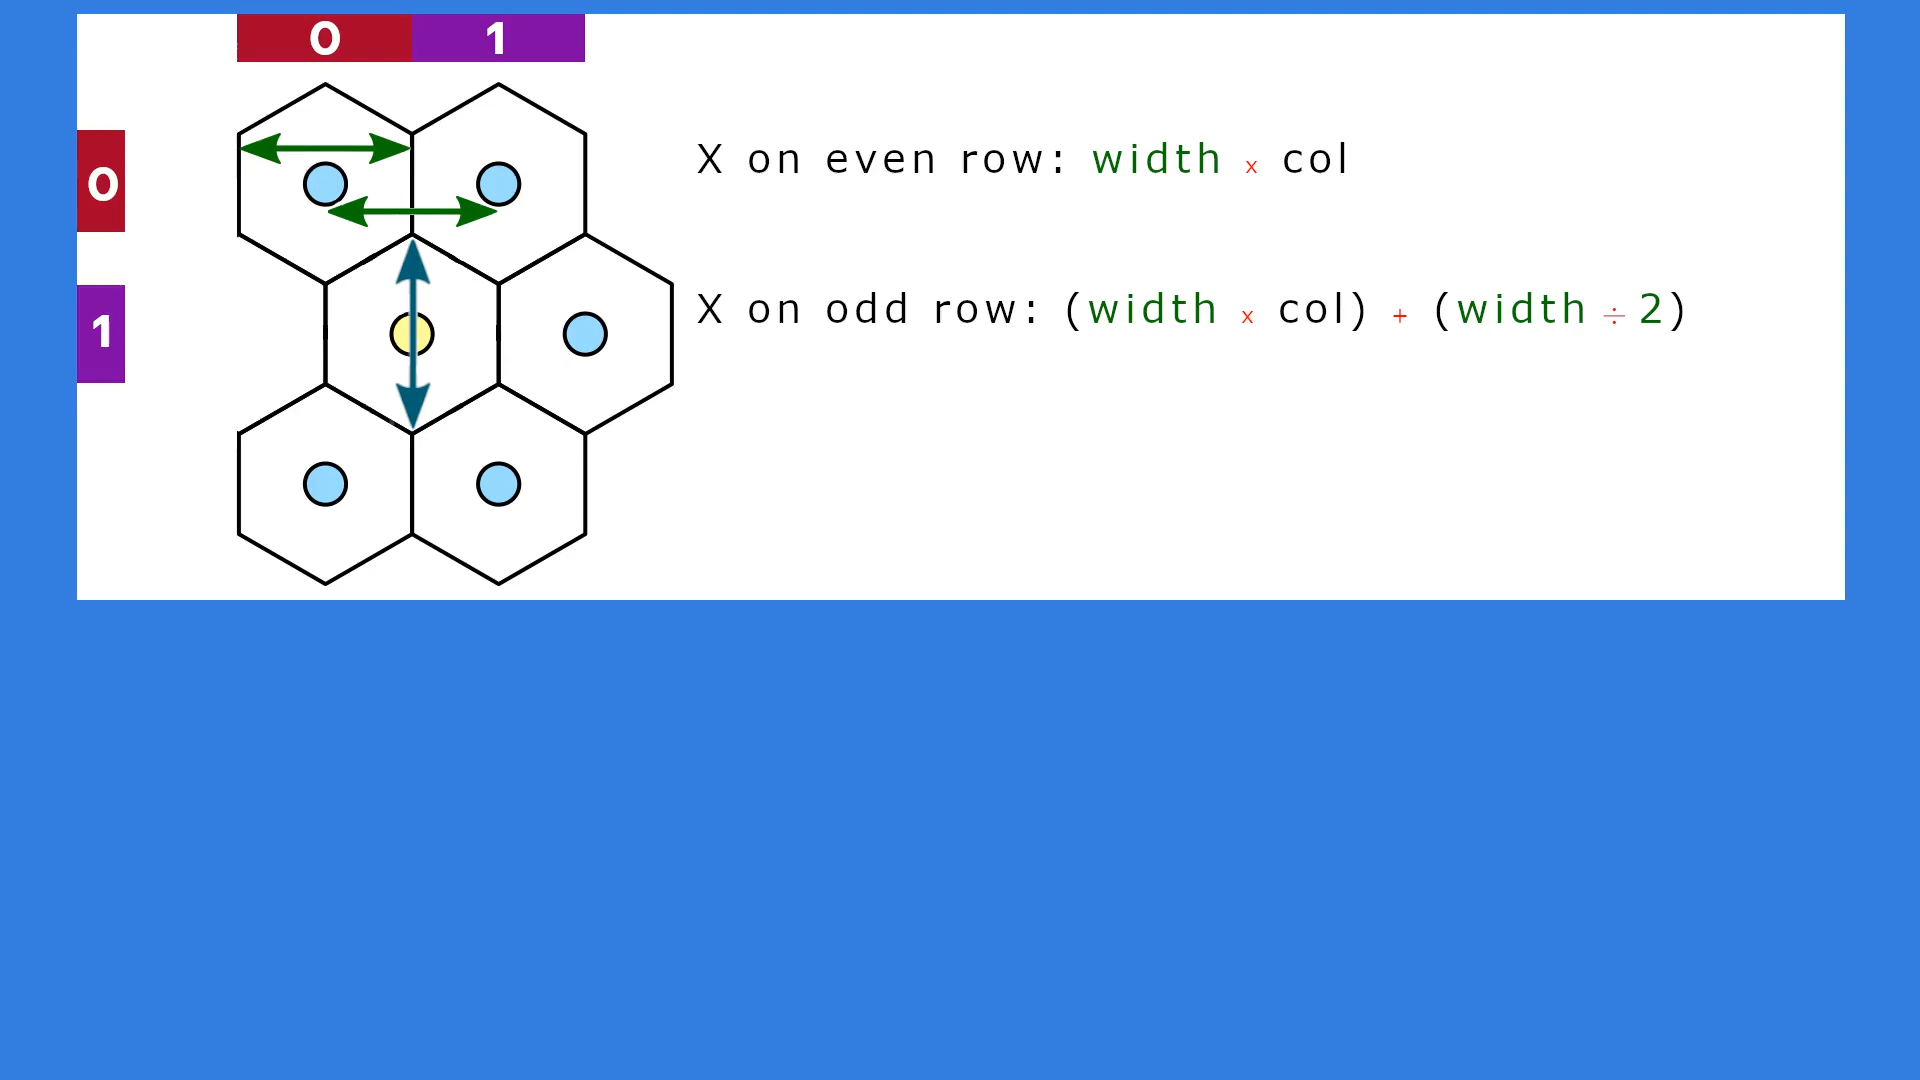 0 1
0
X on even row: width x col
1
X on odd row: (width x col) + (width ÷ 2)